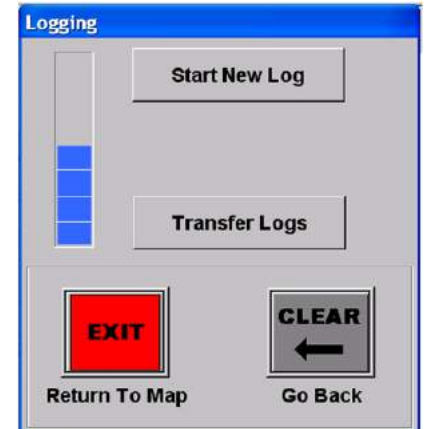 Logging
Start New Log
Transfer Logs
EXIT
CLEAR
Return To Map
Go Back